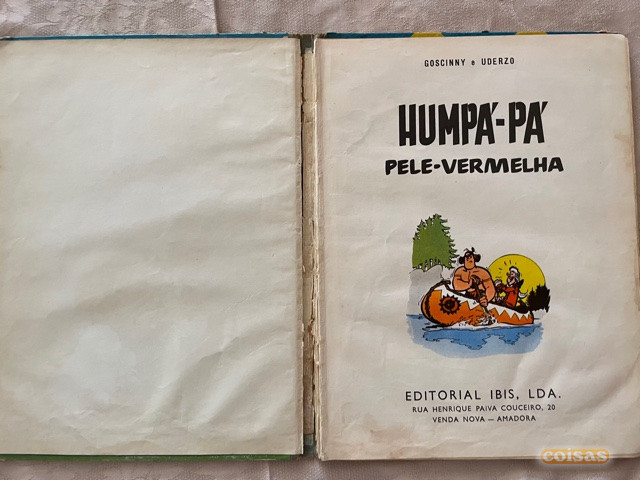 GOSCINNY e UDERZO
HUMPÁ-PÁ
PELE-VERMELHA
EDITORIAL IBIS, LDA.
RUA HENRIQUE PAIVA COUCEIRO, 20
VENDA NOVA — AMADORA
coisas